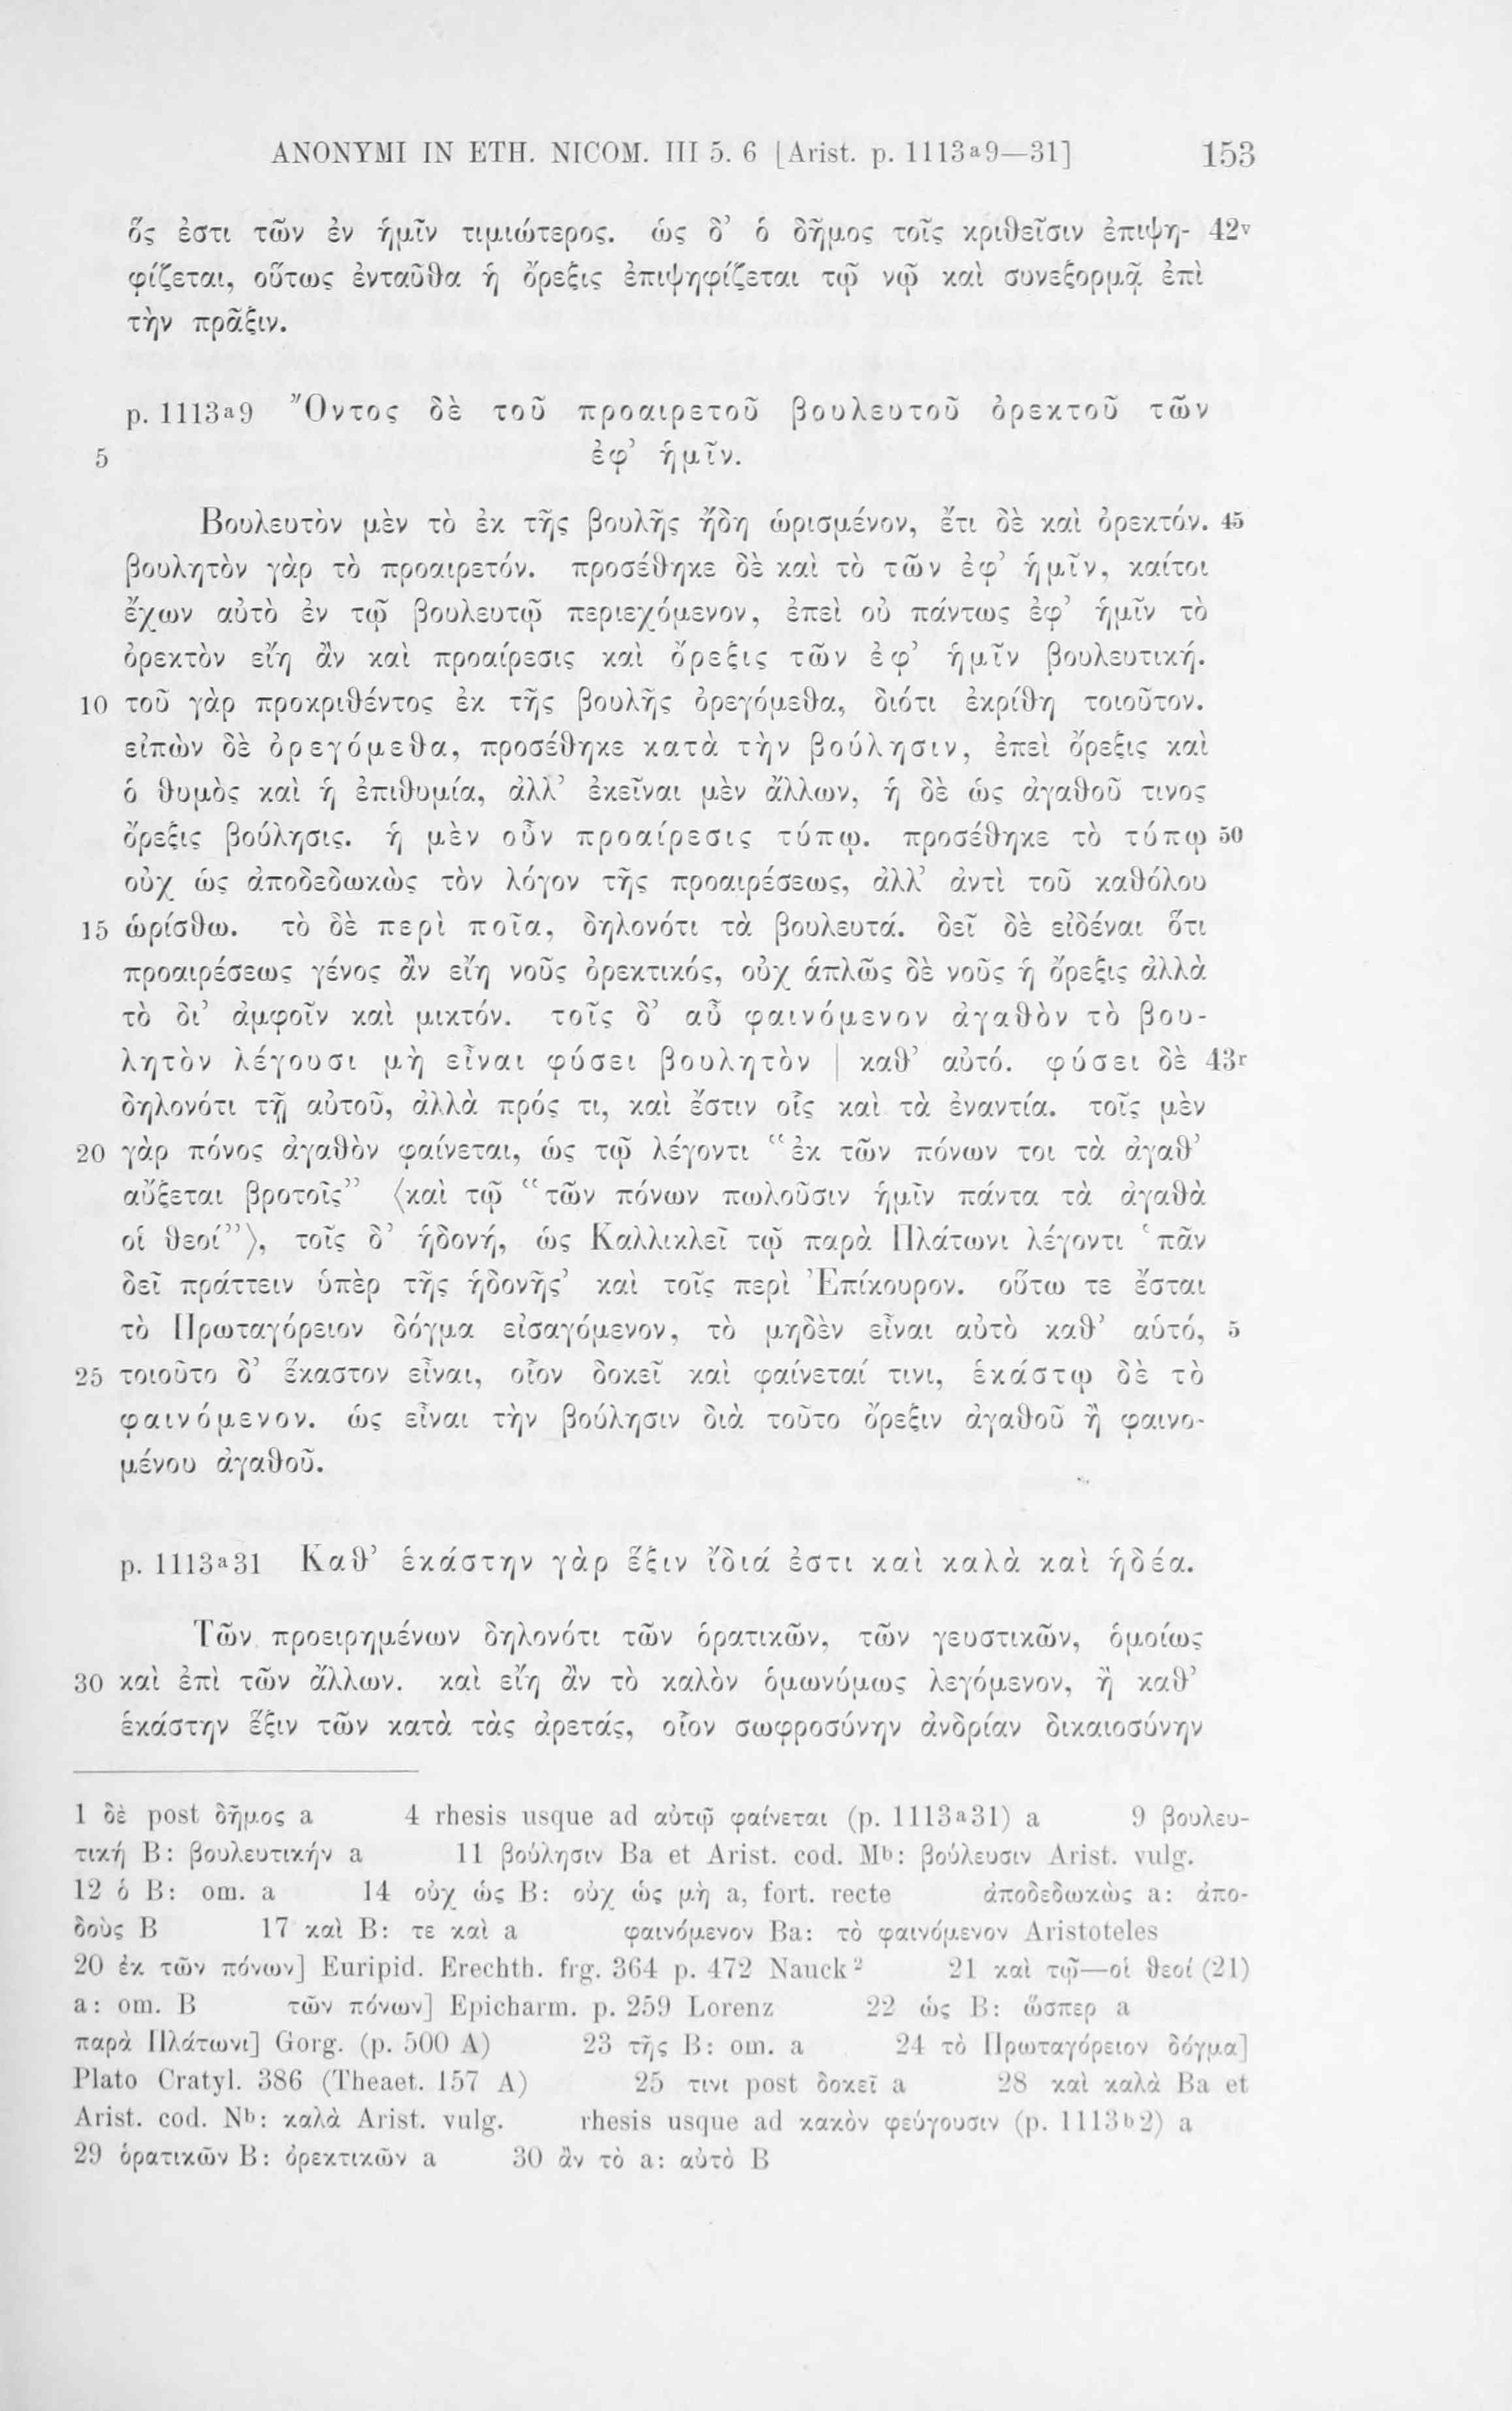 ANONYMI IN ETH. NICOM. III 5. 6 [Arist. p. 1113ᵃ9—31] 153
ὅς ἐστι τῶν ἐν ἡμῖν τιμιώτερος. ὡς δ’ ὁ δῆμος τοῖς κριθεῖσιν ἐπιψη- 42ᵛ
φίζεται, οὕτως ἐνταῦθα ἡ ὄρεξις ἐπιψηφίζεται τῷ νῷ καὶ συνεξορμᾷ ἐπὶ
τὴν πρᾶξιν.
p. 1113ᵃ9 Ὄντος δὲ τοῦ προαιρετοῦ βουλευτοῦ ὀρεκτοῦ τῶν
5 ἐφ’ ἡμῖν.
Βουλευτὸν μὲν τὸ ἐκ τῆς βουλῆς ἤδη ὡρισμένον, ἔτι δὲ καὶ ὀρεκτόν. 45
βουλητὸν γὰρ τὸ προαιρετόν. προσέθηκε δὲ καὶ τὸ τῶν ἐφ’ ἡμῖν, καίτοι
ἔχων αὐτὸ ἐν τῷ βουλευτῷ περιεχόμενον, ἐπεὶ οὐ πάντως ἐφ’ ἡμῖν τὸ
ὀρεκτὸν εἴη ἂν καὶ προαίρεσις καὶ ὄρεξις τῶν ἐφ’ ἡμῖν βουλευτική.
10 τοῦ γὰρ προκριθέντος ἐκ τῆς βουλῆς ὀρεγόμεθα, διότι ἐκρίθη τοιοῦτον.
εἰπὼν δὲ ὀρεγόμεθα, προσέθηκε κατὰ τὴν βούλησιν, ἐπεὶ ὄρεξις καὶ
ὁ θυμὸς καὶ ἡ ἐπιθυμία, ἀλλ’ ἐκεῖναι μὲν ἄλλων, ἡ δὲ ὡς ἀγαθοῦ τινος
ὄρεξις βούλησις. ἡ μὲν οὖν προαίρεσις τύπῳ. προσέθηκε τὸ τύπῳ 50
οὐχ ὡς ἀποδεδωκὼς τὸν λόγον τῆς προαιρέσεως, ἀλλ’ ἀντὶ τοῦ καθόλου
15 ὡρίσθω. τὸ δὲ περὶ ποῖα, δηλονότι τὰ βουλευτά. δεῖ δὲ εἰδέναι ὅτι
προαιρέσεως γένος ἂν εἴη νοῦς ὀρεκτικός, οὐχ ἁπλῶς δὲ νοῦς ἡ ὄρεξις ἀλλὰ
τὸ δι’ ἀμφοῖν καὶ μικτόν. τοῖς δ’ αὖ φαινόμενον ἀγαθὸν τὸ βου-
λητὸν λέγουσι μὴ εἶναι φύσει βουλητὸν | καθ’ αὑτό. φύσει δὲ 43ʳ
δηλονότι τῇ αὐτοῦ, ἀλλὰ πρός τι, καὶ ἔστιν οἷς καὶ τὰ ἐναντία. τοῖς μὲν
20 γὰρ πόνος ἀγαθὸν φαίνεται, ὡς τῷ λέγοντι “ἐκ τῶν πόνων τοι τὰ ἀγαθ’
αὔξεται βροτοῖς” ⟨καὶ τῷ “τῶν πόνων πωλοῦσιν ἡμῖν πάντα τὰ ἀγαθὰ
οἱ θεοί”⟩, τοῖς δ’ ἡδονή, ὡς Καλλικλεῖ τῷ παρὰ Πλάτωνι λέγοντι ‘πᾶν
δεῖ πράττειν ὑπὲρ τῆς ἡδονῆς’ καὶ τοῖς περὶ Ἐπίκουρον. οὕτω τε ἔσται
τὸ Πρωταγόρειον δόγμα εἰσαγόμενον, τὸ μηδὲν εἶναι αὐτὸ καθ’ αὑτό, 5
25 τοιοῦτο δ’ ἕκαστον εἶναι, οἷον δοκεῖ καὶ φαίνεταί τινι, ἑκάστῳ δὲ τὸ
φαινόμενον. ὡς εἶναι τὴν βούλησιν διὰ τοῦτο ὄρεξιν ἀγαθοῦ ἢ φαινο-
μένου ἀγαθοῦ.
p. 1113ᵃ31 Καθ’ ἑκάστην γὰρ ἕξιν ἴδιά ἐστι καὶ καλὰ καὶ ἡδέα.
Τῶν προειρημένων δηλονότι τῶν ὁρατικῶν, τῶν γευστικῶν, ὁμοίως
30 καὶ ἐπὶ τῶν ἄλλων. καὶ εἴη ἂν τὸ καλὸν ὁμωνύμως λεγόμενον, ἢ καθ’
ἑκάστην ἕξιν τῶν κατὰ τὰς ἀρετάς, οἷον σωφροσύνην ἀνδρίαν δικαιοσύνην
1 δὲ post δῆμος a 4 rhesis usque ad αὐτῷ φαίνεται (p. 1113ᵃ31) a 9 βουλευ-
τική B: βουλευτικήν a 11 βούλησιν Ba et Arist. cod. Mᵇ: βούλευσιν Arist. vulg.
12 ὁ B: om. a 14 οὐχ ὡς B: οὐχ ὡς μὴ a, fort. recte ἀποδεδωκὼς a: ἀπο-
δοὺς B 17 καὶ B: τε καὶ a φαινόμενον Ba: τὸ φαινόμενον Aristoteles
20 ἐκ τῶν πόνων] Euripid. Erechth. frg. 364 p. 472 Nauck² 21 καὶ τῷ—οἱ θεοί (21)
a: om. B τῶν πόνων] Epicharm. p. 259 Lorenz 22 ὡς B: ὥσπερ a
παρὰ Πλάτωνι] Gorg. (p. 500 A) 23 τῆς B: om. a 24 τὸ Πρωταγόρειον δόγμα]
Plato Cratyl. 386 (Theaet. 157 A) 25 τινι post δοκεῖ a 28 καὶ καλὰ Ba et
Arist. cod. Nᵇ: καλὰ Arist. vulg. rhesis usque ad κακὸν φεύγουσιν (p. 1113ᵇ2) a
29 ὁρατικῶν B: ὀρεκτικῶν a 30 ἂν τὸ a: αὐτὸ B